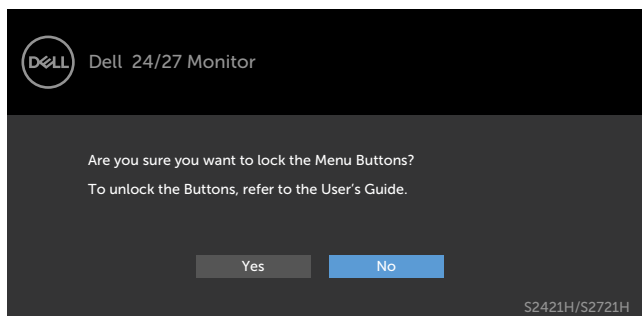 DELL
Dell 24/27 Monitor
Are you sure you want to lock the Menu Buttons?
To unlock the Buttons, refer to the User’s Guide.
Yes No
S2421H/S2721H